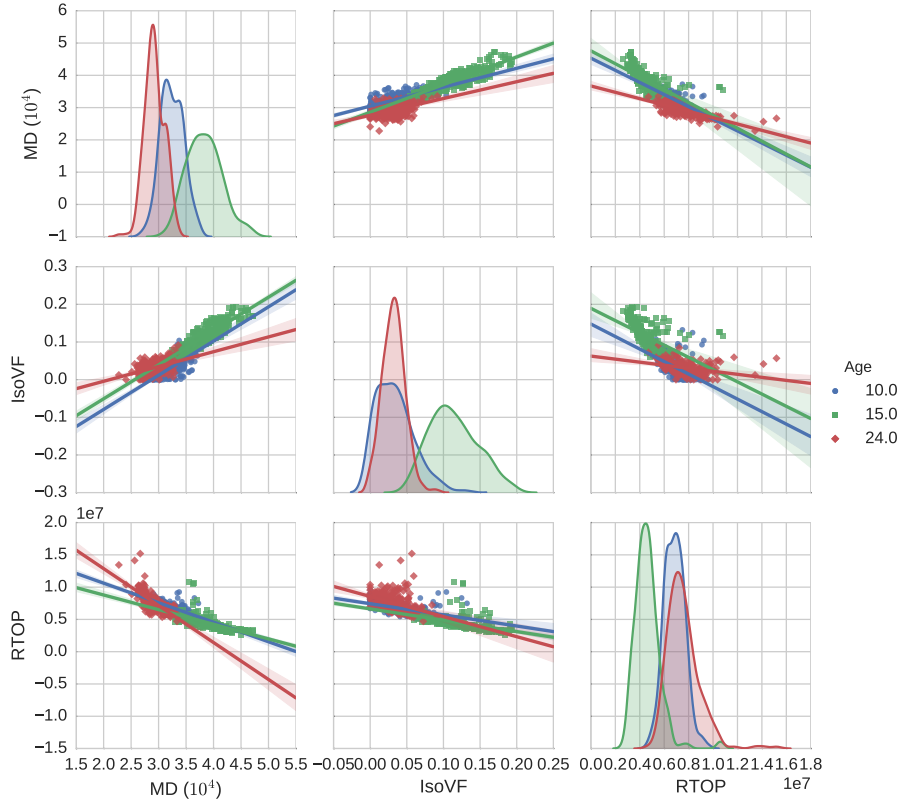 6
5
4
3
2
1
0
−1
MD (10⁴)
0.3
0.2
0.1
0.0
−0.1
−0.2
−0.3
IsoVF
Age
10.0
15.0
24.0
1e7
2.0
1.5
1.0
0.5
0.0
−0.5
−1.0
−1.5
RTOP
1.5 2.0 2.5 3.0 3.5 4.0 4.5 5.0 5.5
MD (10⁴)
−0.05 0.00 0.05 0.10 0.15 0.20 0.25
IsoVF
0.0 0.2 0.4 0.6 0.8 1.0 1.2 1.4 1.6 1.8
RTOP
1e7